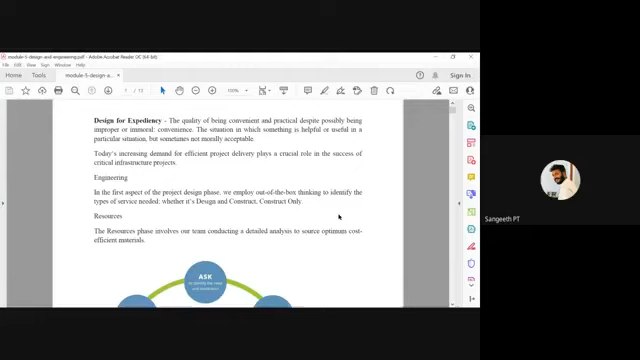 module-5-design-and-engineering.pdf - Adobe Acrobat Reader DC (64-bit)
File Edit View Sign Window Help
Home Tools module-5-design-a... × Sign In
1 / 15 100%
Design for Expediency - The quality of being convenient and practical despite possibly being
improper or immoral: convenience. The situation in which something is helpful or useful in a
particular situation, but sometimes not morally acceptable.
Today's increasing demand for efficient project delivery plays a crucial role in the success of
critical infrastructure projects.
Engineering
In the first aspect of the project design phase, we employ out-of-the-box thinking to identify the
types of service needed; whether it's Design and Construct, Construct Only.
Resources
The Resources phase involves our team conducting a detailed analysis to source optimum cost-
efficient materials.
ASK
Sangeeth PT